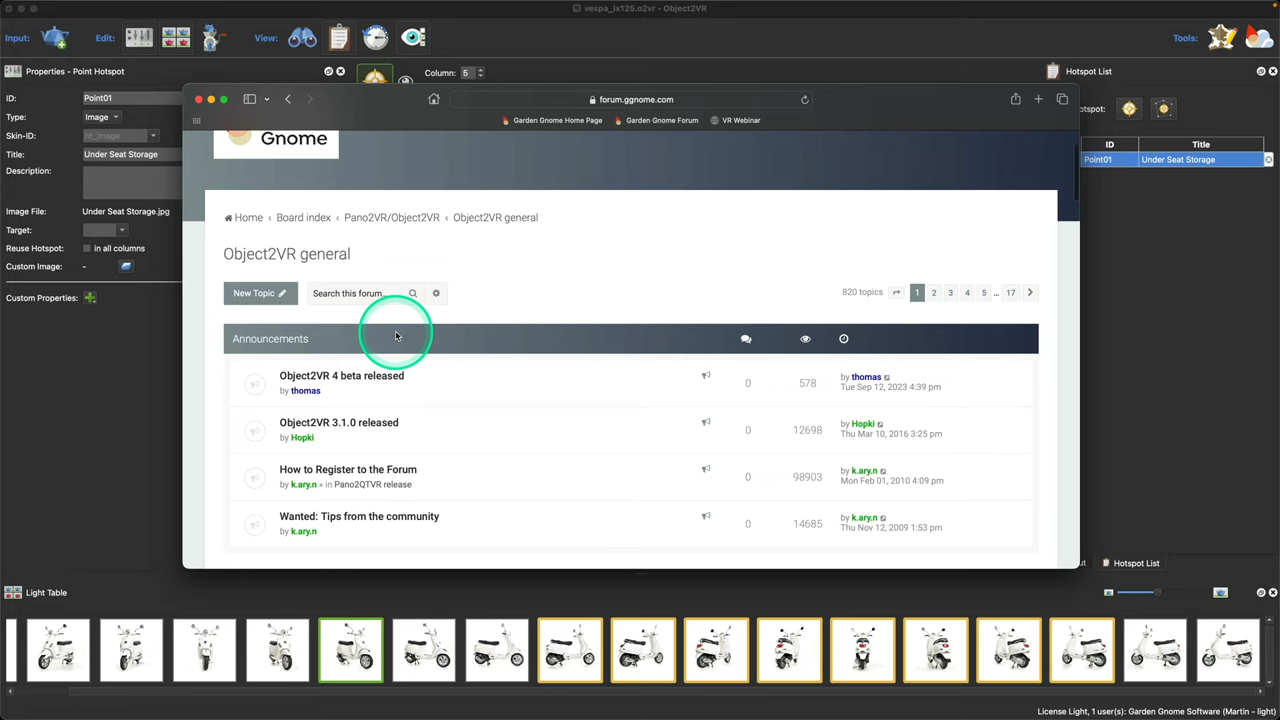 vespa_lx125.o2vr - Object2VR
Input:
Edit:
View:
Tools:
Properties - Point Hotspot
Column: 5
Hotspot List
ID: Point01
Type: Image
Skin-ID: ht_image
Title: Under Seat Storage
Description:
Image File: Under Seat Storage.jpg
Target:
Reuse Hotspot: in all columns
Custom Image: -
Custom Properties:
otspot:
ID Title
Point01 Under Seat Storage
forum.ggnome.com
Garden Gnome Home Page Garden Gnome Forum VR Webinar
Gnome
Home ‹ Board index ‹ Pano2VR/Object2VR ‹ Object2VR general
Object2VR general
New Topic Search this forum... 820 topics 1 2 3 4 5 ... 17
Announcements
Object2VR 4 beta released
by thomas
0 578
by thomas
Tue Sep 12, 2023 4:39 pm
Object2VR 3.1.0 released
by Hopki
0 12698
by Hopki
Thu Mar 10, 2016 3:25 pm
How to Register to the Forum
by k.ary.n » in Pano2QTVR release
0 98903
by k.ary.n
Mon Feb 01, 2010 4:09 pm
Wanted: Tips from the community
by k.ary.n
0 14685
by k.ary.n
Thu Nov 12, 2009 1:53 pm
ut Hotspot List
Light Table
License Light, 1 user(s): Garden Gnome Software (Martin - light)